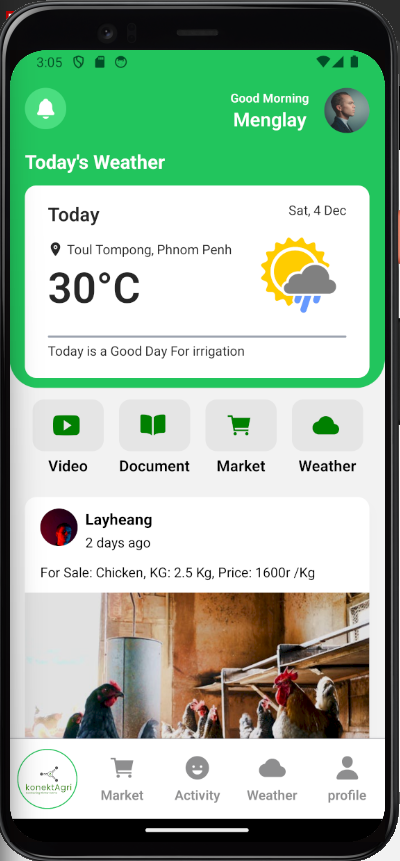 3:05
Good Morning
Menglay
Today's Weather
Today
Sat, 4 Dec
Toul Tompong, Phnom Penh
30°C
Today is a Good Day For irrigation
Video
Document
Market
Weather
Layheang
2 days ago
For Sale: Chicken, KG: 2.5 Kg, Price: 1600r /Kg
konektAgri
Market
Activity
Weather
profile